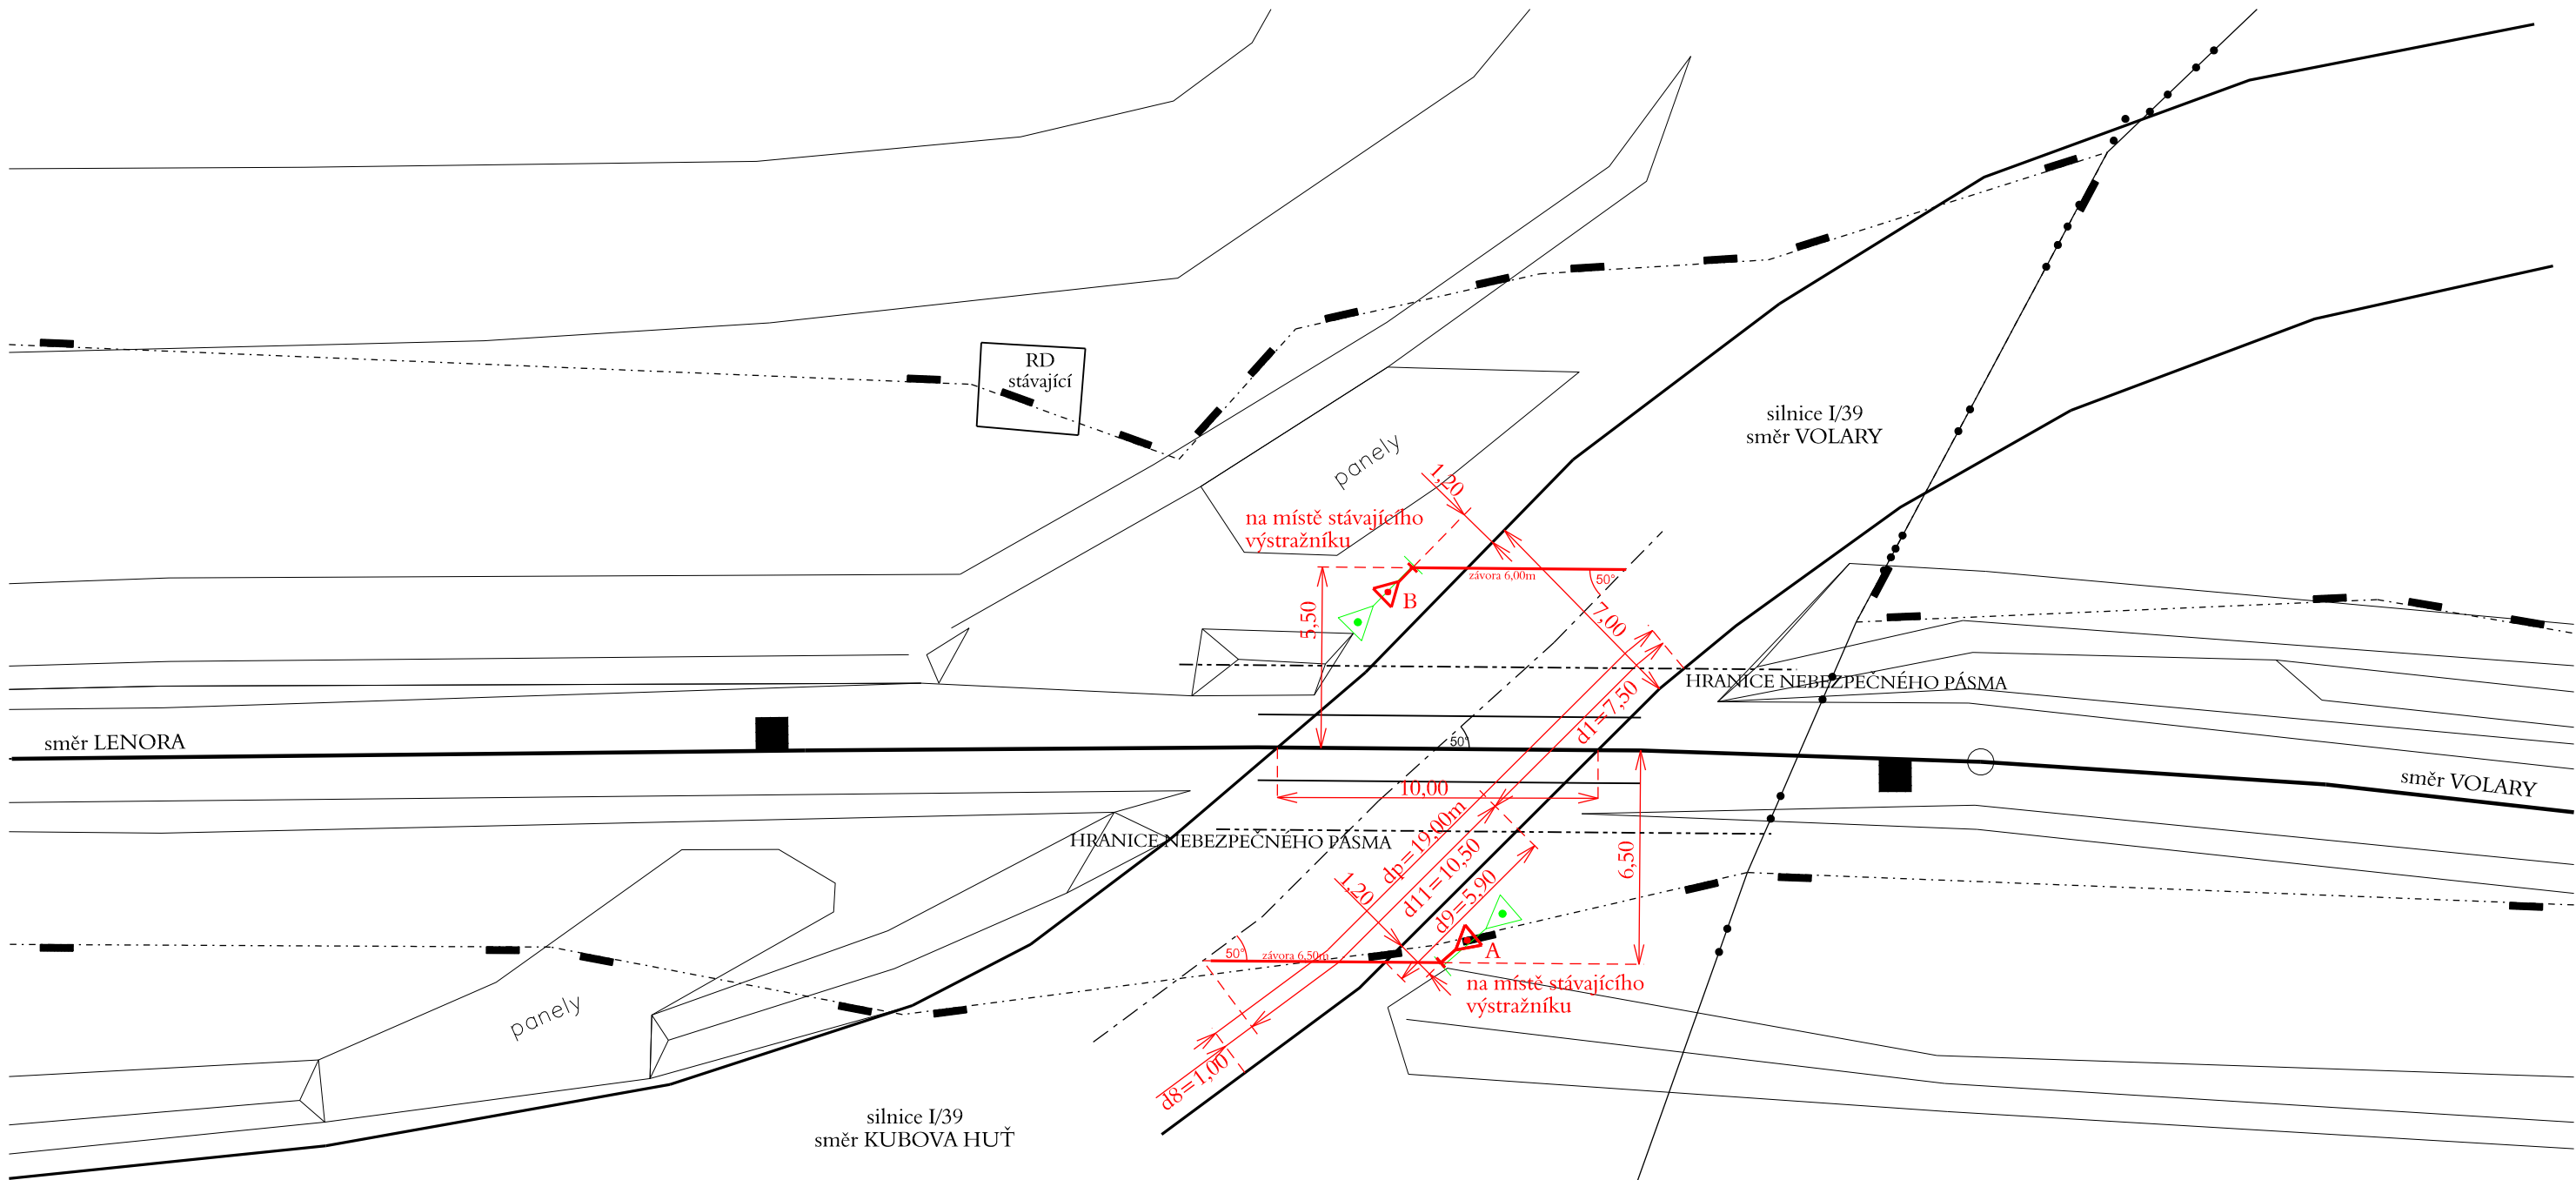 RD
stávající
silnice I/39
směr VOLARY
panely
1,20
na místě stávajícího
výstražníku
závora 6,00m
50°
B
5,50
7,00
HRANICE NEBEZPEČNÉHO PÁSMA
d1=7,50
směr LENORA
50°
směr VOLARY
10,00
dp=19,00m
HRANICE NEBEZPEČNÉHO PÁSMA
d11=10,50
6,50
1,20
d9=5,90
50°
závora 6,50m
A
na místě stávajícího
výstražníku
panely
d8=1,00
silnice I/39
směr KUBOVA HUŤ